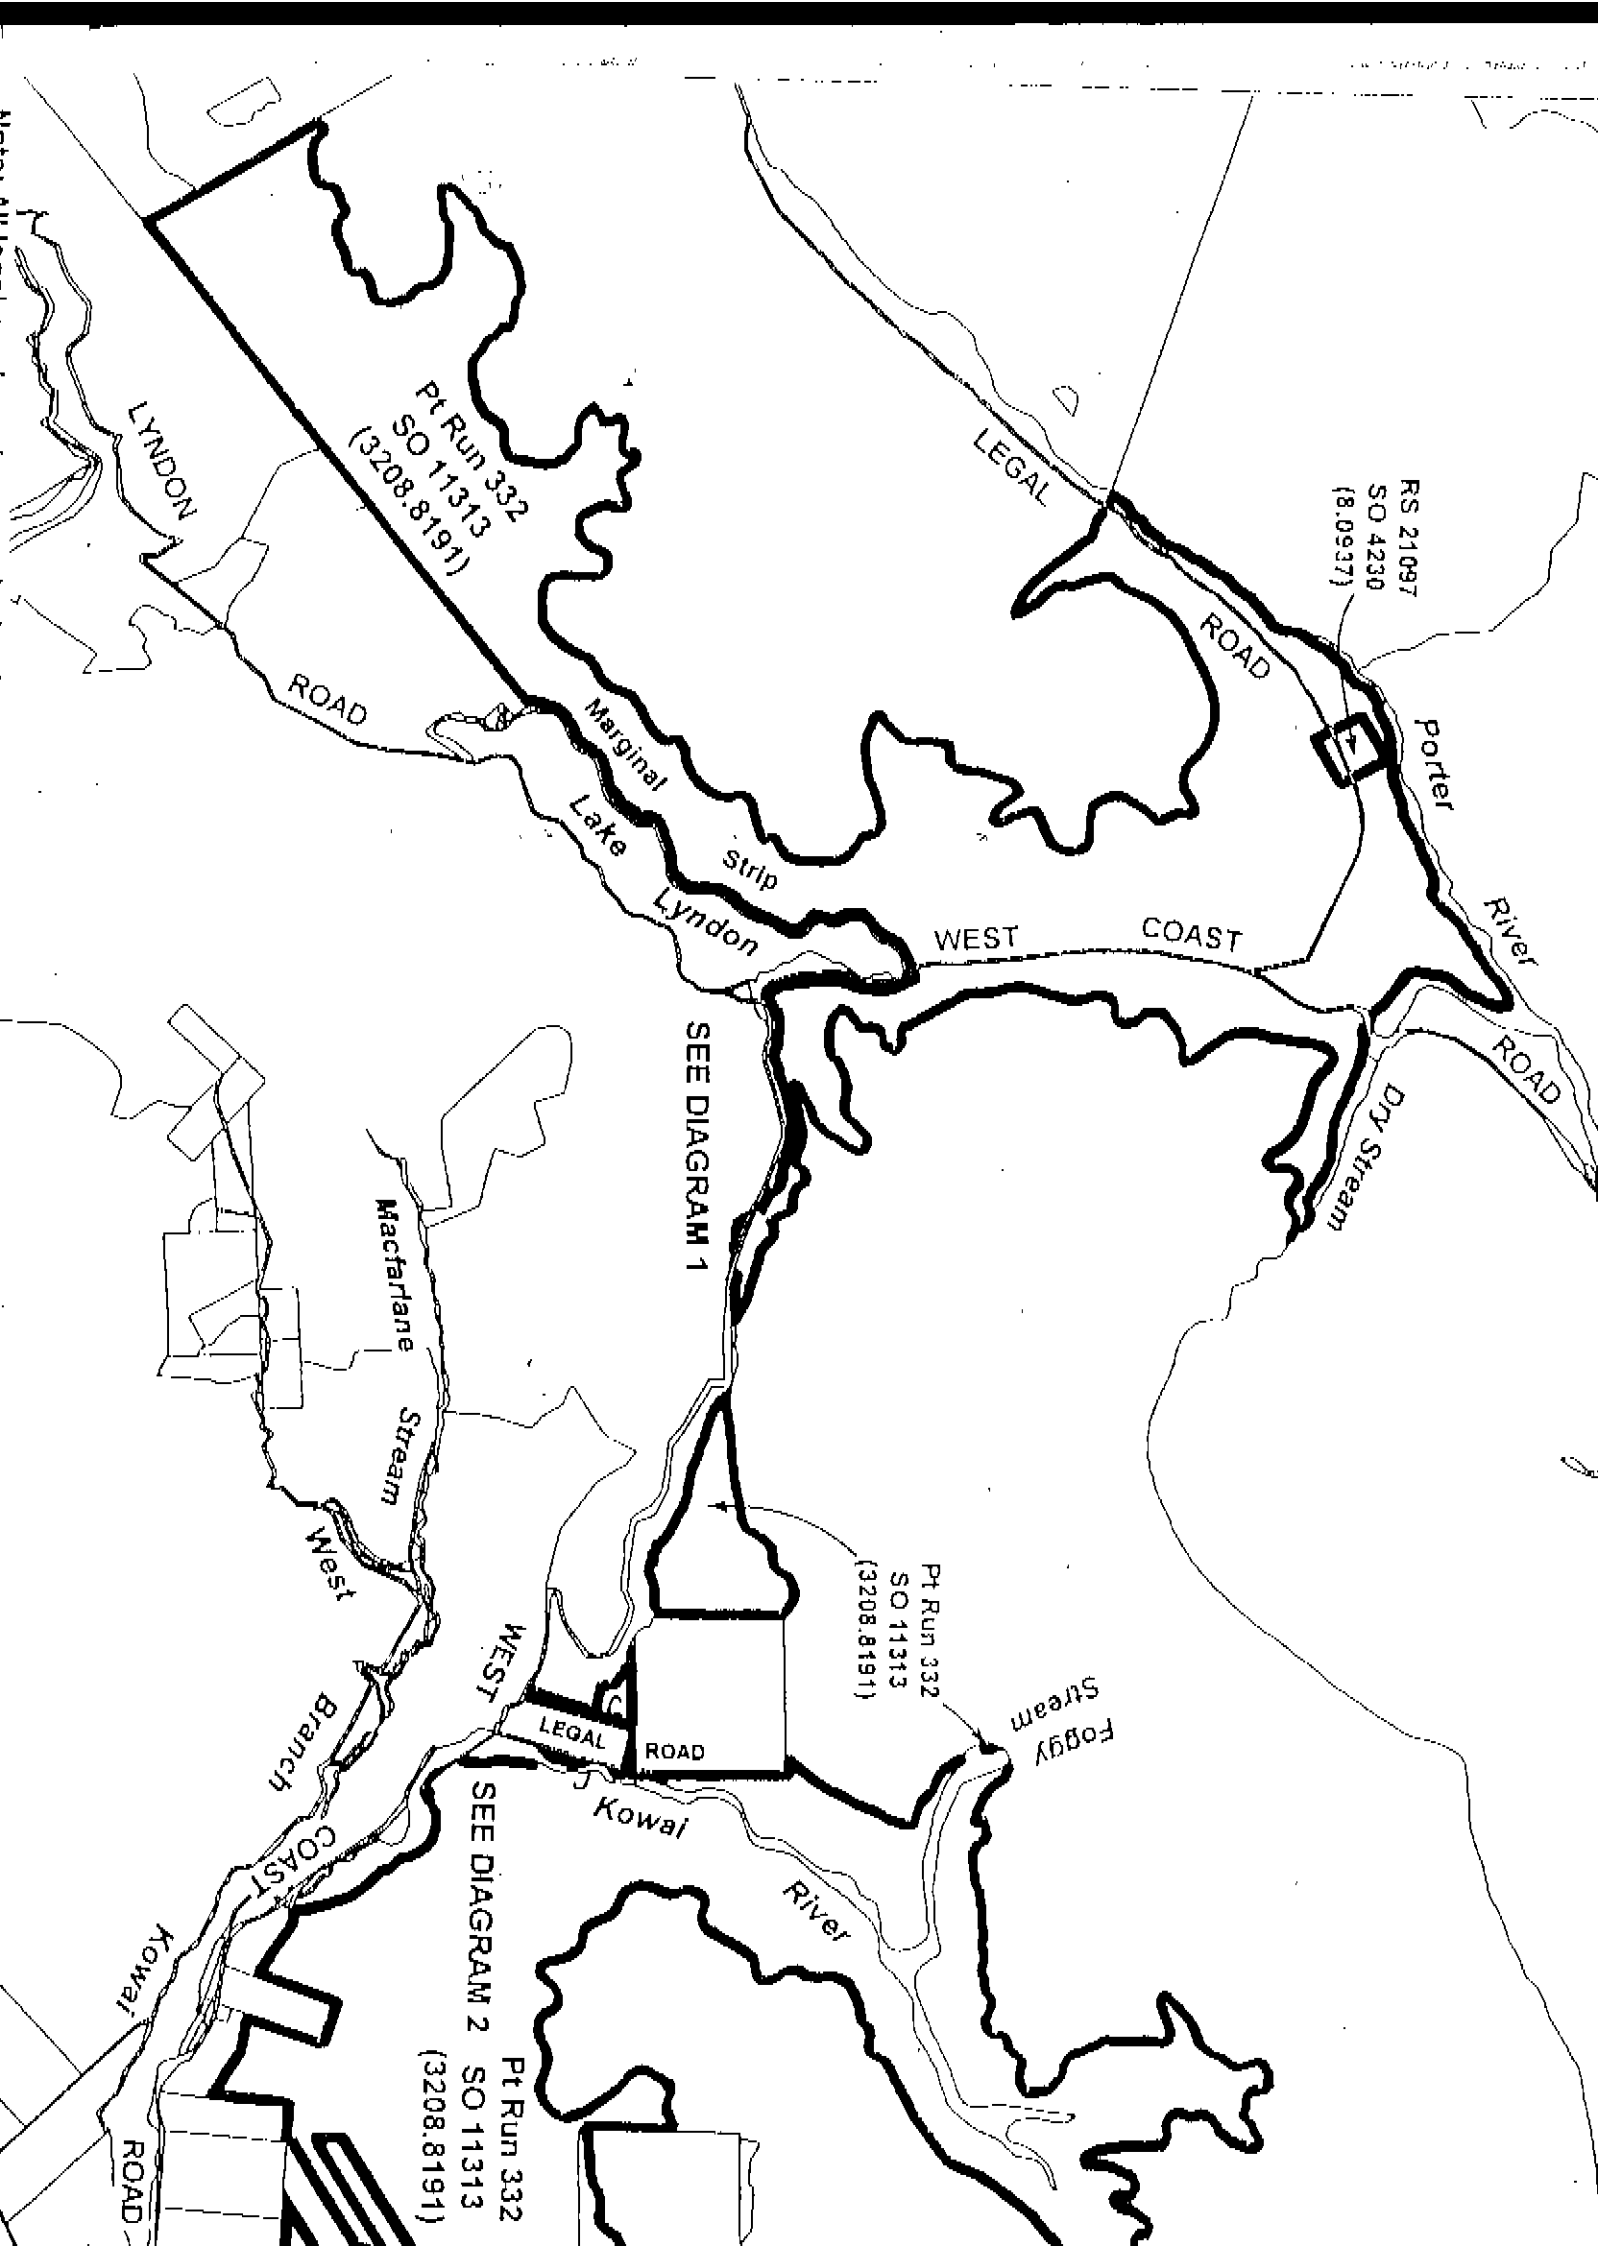 RS 21097
SO 4230
(8.0937)
LEGAL
ROAD
Porter
River
Pt Run 332
SO 11313
(3208.8191)
LYNDON
ROAD
Marginal
Strip
Lake
Lyndon
WEST
COAST
ROAD
Dry Stream
SEE DIAGRAM 1
Macfarlane
Stream
West
Branch
Kowai
Pt Run 332
SO 11313
(3208.8191)
Foggy
Stream
WEST
COAST
ROAD
LEGAL
ROAD
Kowai
River
SEE DIAGRAM 2
Pt Run 332
SO 11313
(3208.8191)